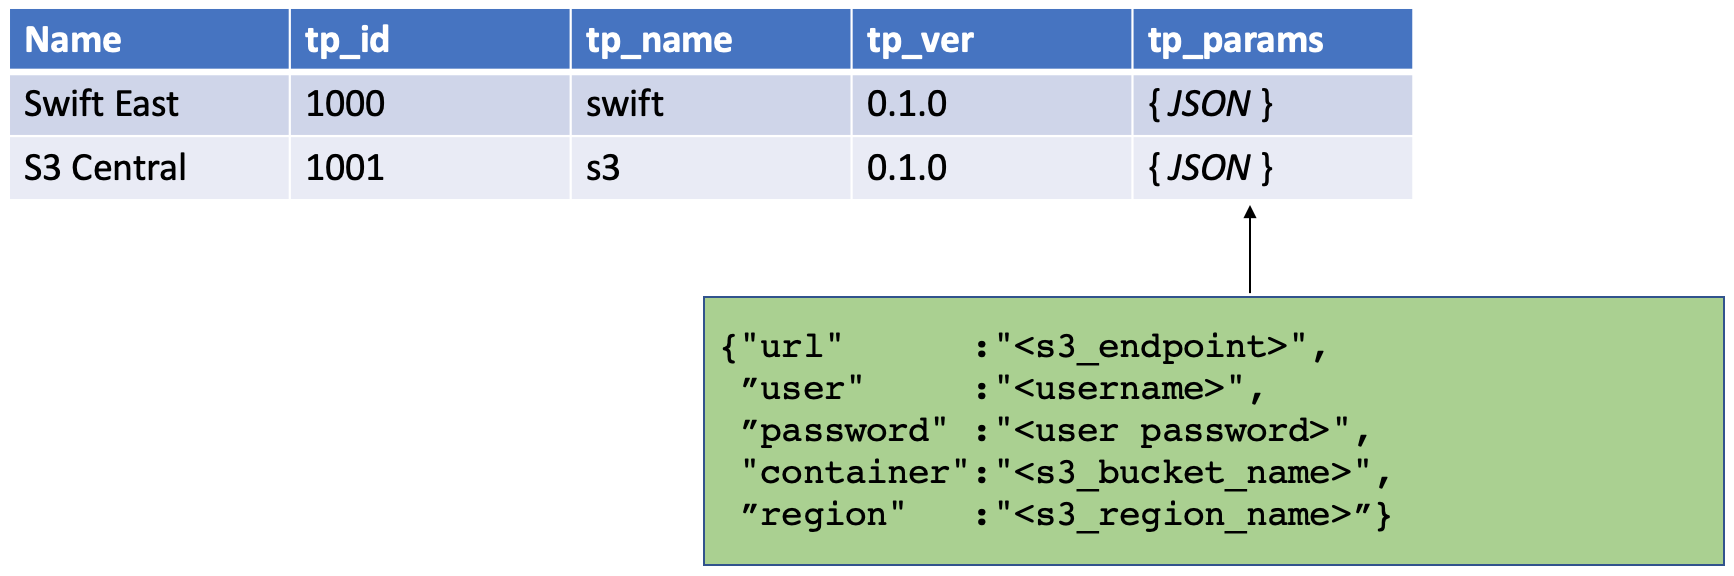 Name tp_id tp_name tp_ver tp_params
Swift East 1000 swift 0.1.0 { JSON }
S3 Central 1001 s3 0.1.0 { JSON }
{"url"      :"<s3_endpoint>",
 ”user"     :"<username>",
 ”password" :"<user password>",
 "container":"<s3_bucket_name>",
 ”region"   :"<s3_region_name>”}